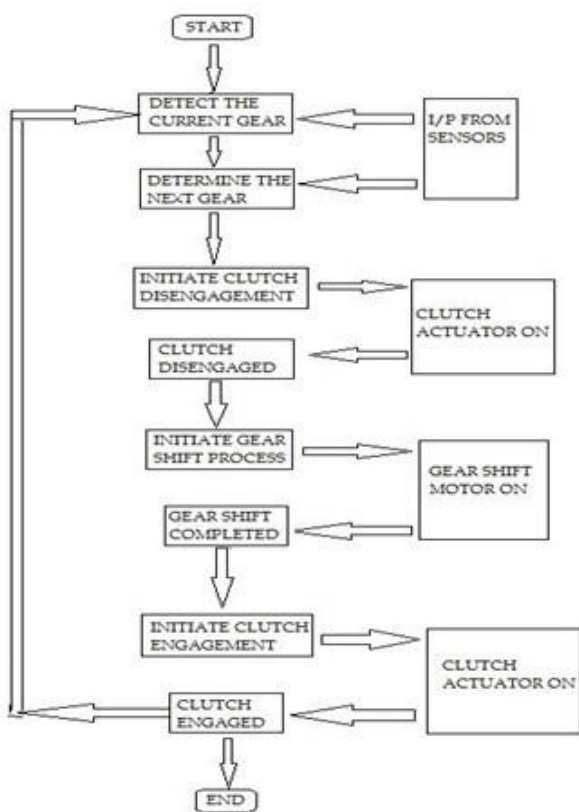 START
DETECT THE
CURRENT GEAR
I/P FROM
SENSORS
DETERMINE THE
NEXT GEAR
INITIATE CLUTCH
DISENGAGEMENT
CLUTCH
ACTUATOR ON
CLUTCH
DISENGAGED
INITIATE GEAR
SHIFT PROCESS
GEAR SHIFT
MOTOR ON
GEAR SHIFT
COMPLETED
INITIATE CLUTCH
ENGAGEMENT
CLUTCH
ACTUATOR ON
CLUTCH
ENGAGED
END